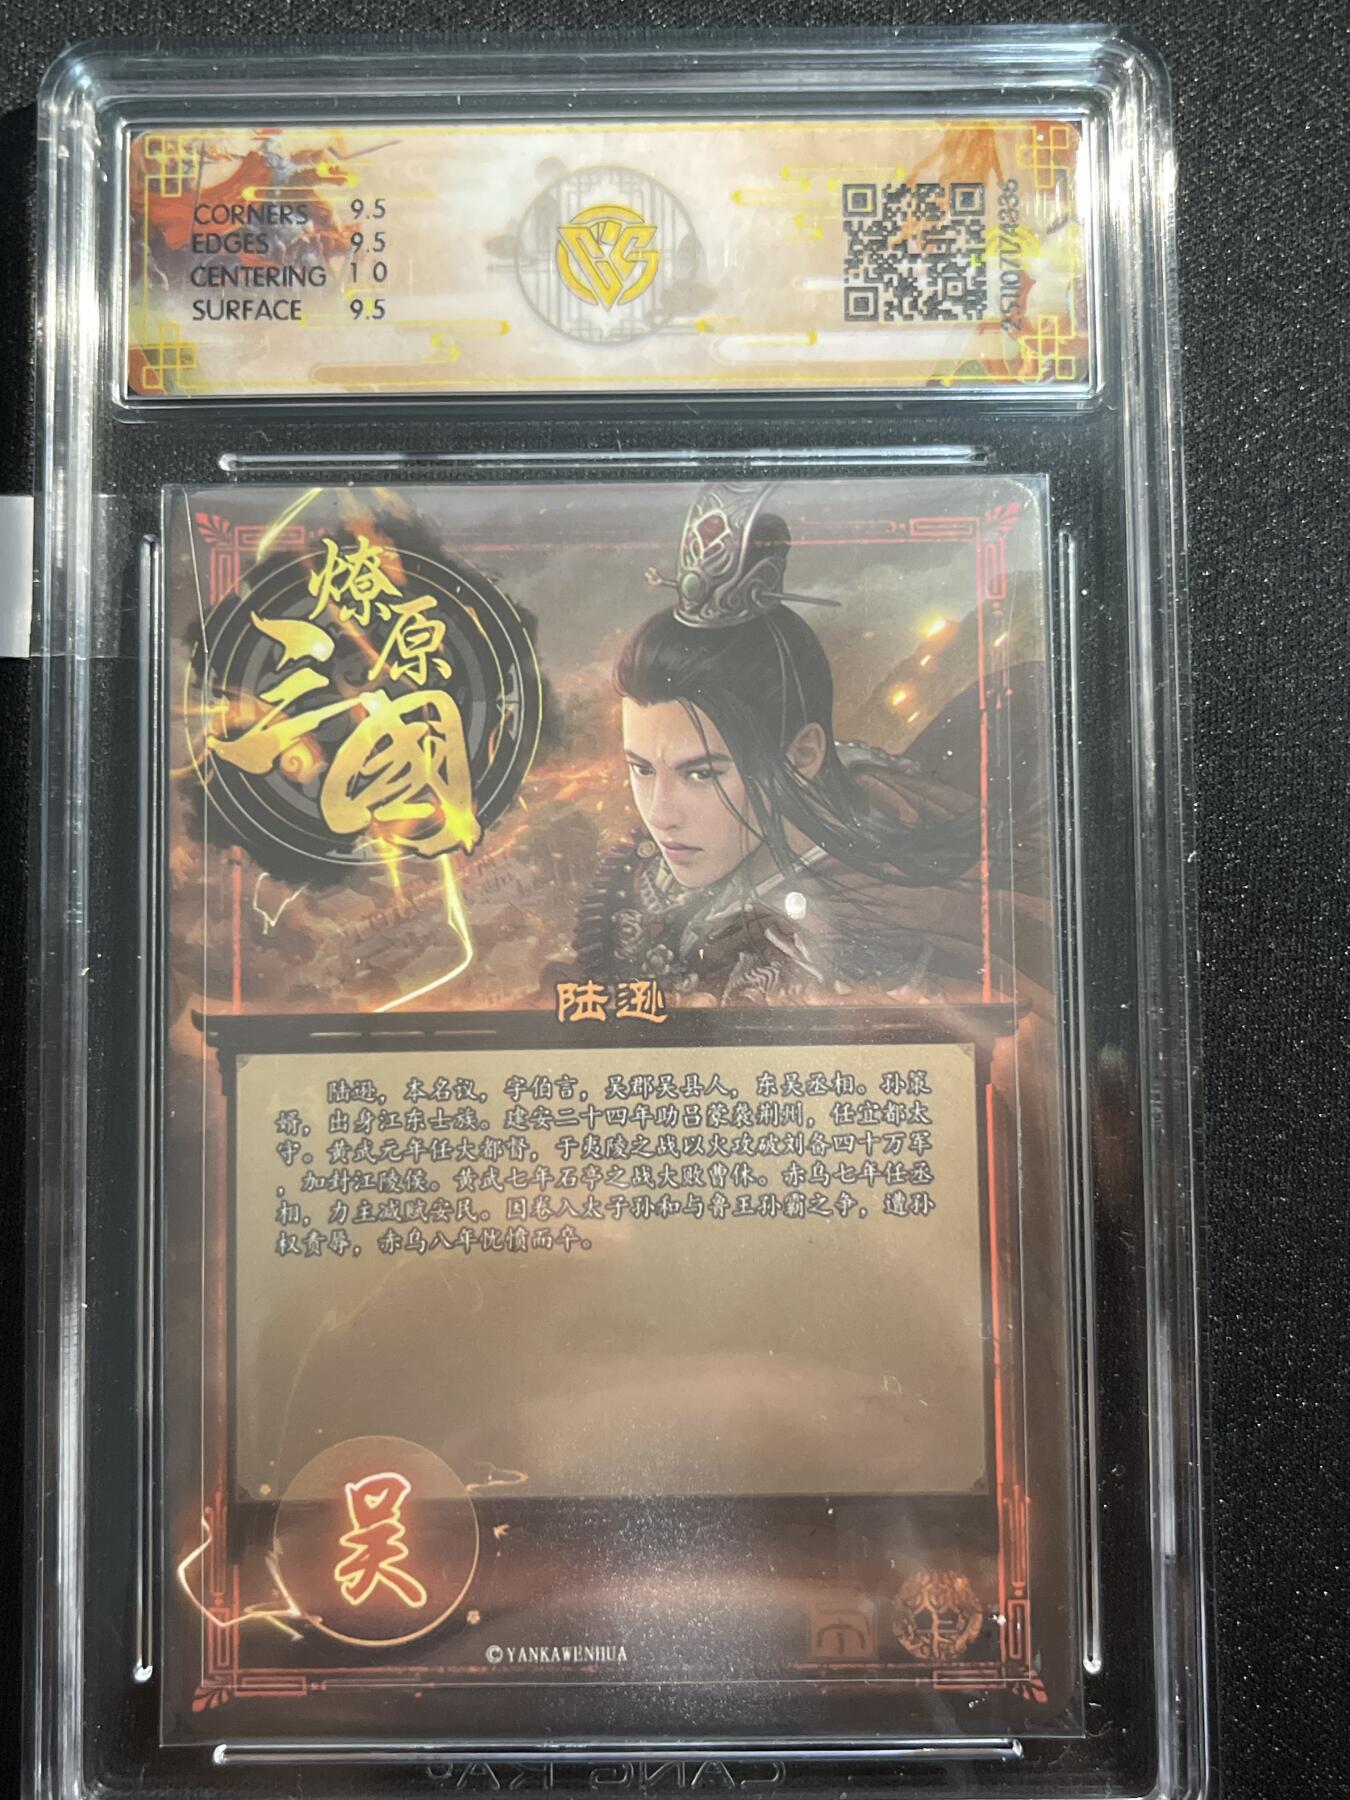 CORNERS 9.5
EDGES 9.5
CENTERING 10
SURFACE 9.5
燎原
三國
陆逊
陆逊，本名议，字伯言，吴郡吴县人，东吴丞相。孙策
婿，出身江东士族。建安二十四年助吕蒙袭荆州，任宜都太
守。黄武元年任大都督，于夷陵之战以火攻破刘备四十万军
，加封江陵侯。黄武七年石亭之战大败曹休。赤乌七年任丞
相，力主减赋安民。因卷入太子孙和与鲁王孙霸之争，遭孙
权责辱，赤乌八年忧愤而卒。
吴
©YANKAWENHUA